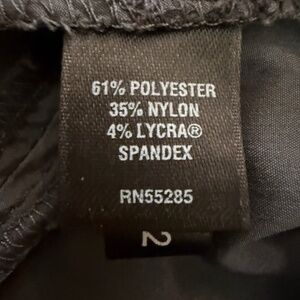 61% POLYESTER
35% NYLON
4% LYCRA®
SPANDEX
RN55285
2